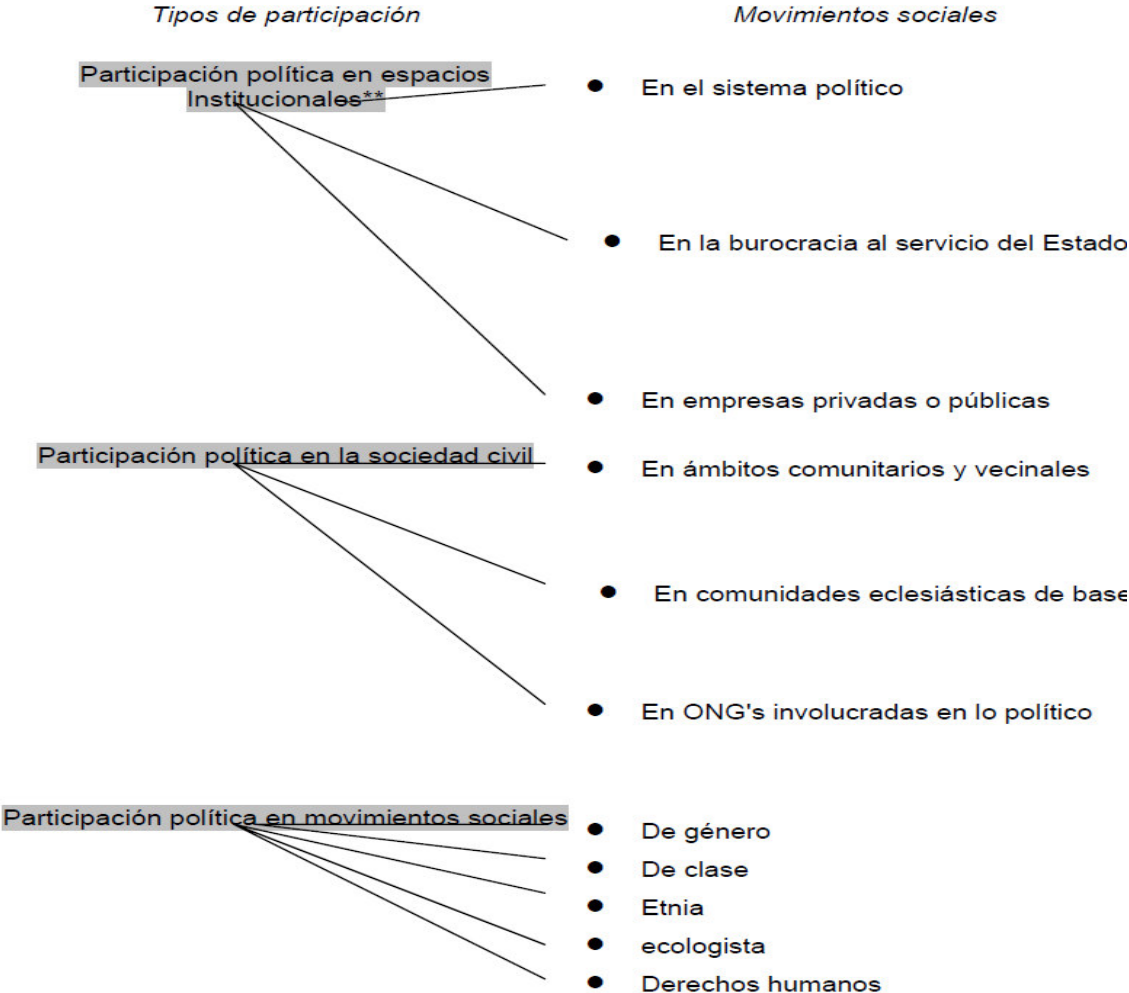 Tipos de participación
Movimientos sociales
Participación política en espacios
Institucionales**
● En el sistema político
● En la burocracia al servicio del Estado
● En empresas privadas o públicas
Participación política en la sociedad civil
● En ámbitos comunitarios y vecinales
● En comunidades eclesiásticas de base
● En ONG's involucradas en lo político
Participación política en movimientos sociales
● De género
● De clase
● Etnia
● ecologista
● Derechos humanos